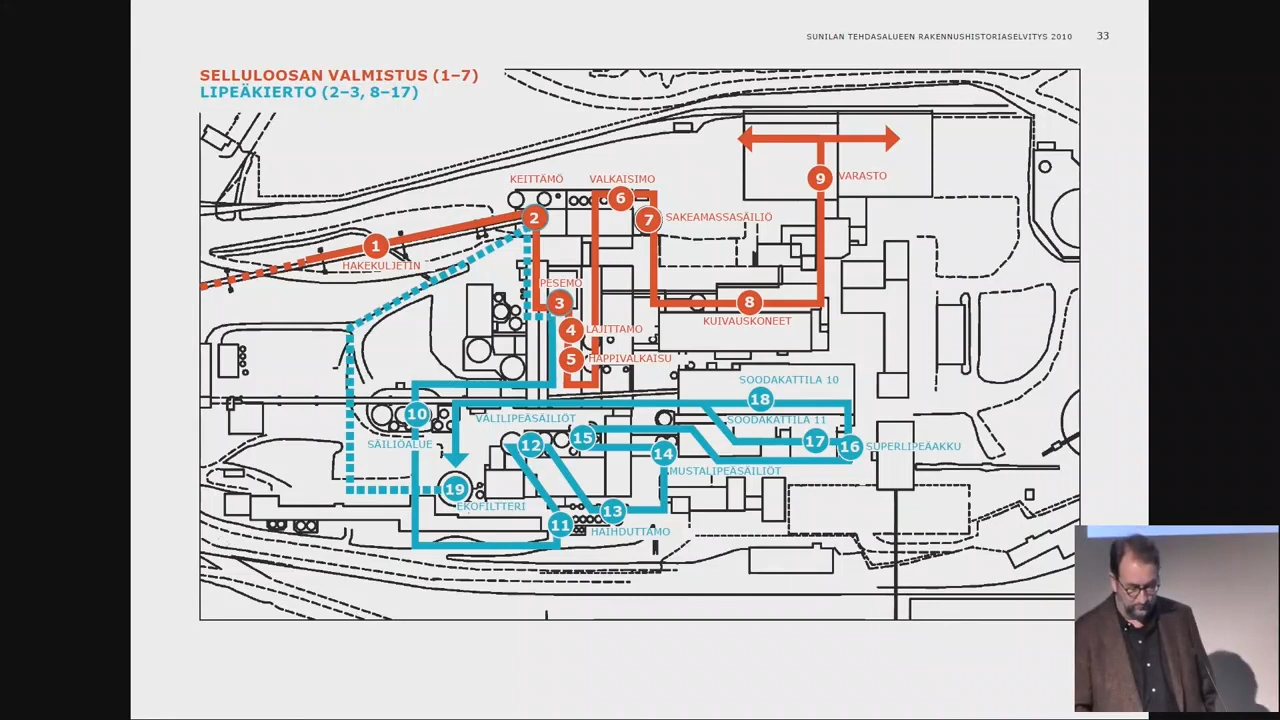 SUNILAN TEHDASALUEEN RAKENNUSHISTORIASELVITYS 2010 33
SELLULOOSAN VALMISTUS (1–7)
LIPEÄKIERTO (2–3, 8–17)
KEITTÄMÖ
VALKAISIMO
9 VARASTO
6
2
7 SAKEAMASSASÄILIÖ
1
HAKEKULJETIN
PESEMÖ
3
8
KUIVAUSKONEET
4 LAJITTAMO
5 HAPPIVALKAISU
SOODAKATTILA 10
18
10
VÄLILIPEÄSÄILIÖT
SOODAKATTILA 11
SÄILIÖALUE
12
15
14
17
16 SUPERLIPEÄAKKU
MUSTALIPEÄSÄILIÖT
19
EKOFILTTERI
11
13
HAIHDUTTAMO